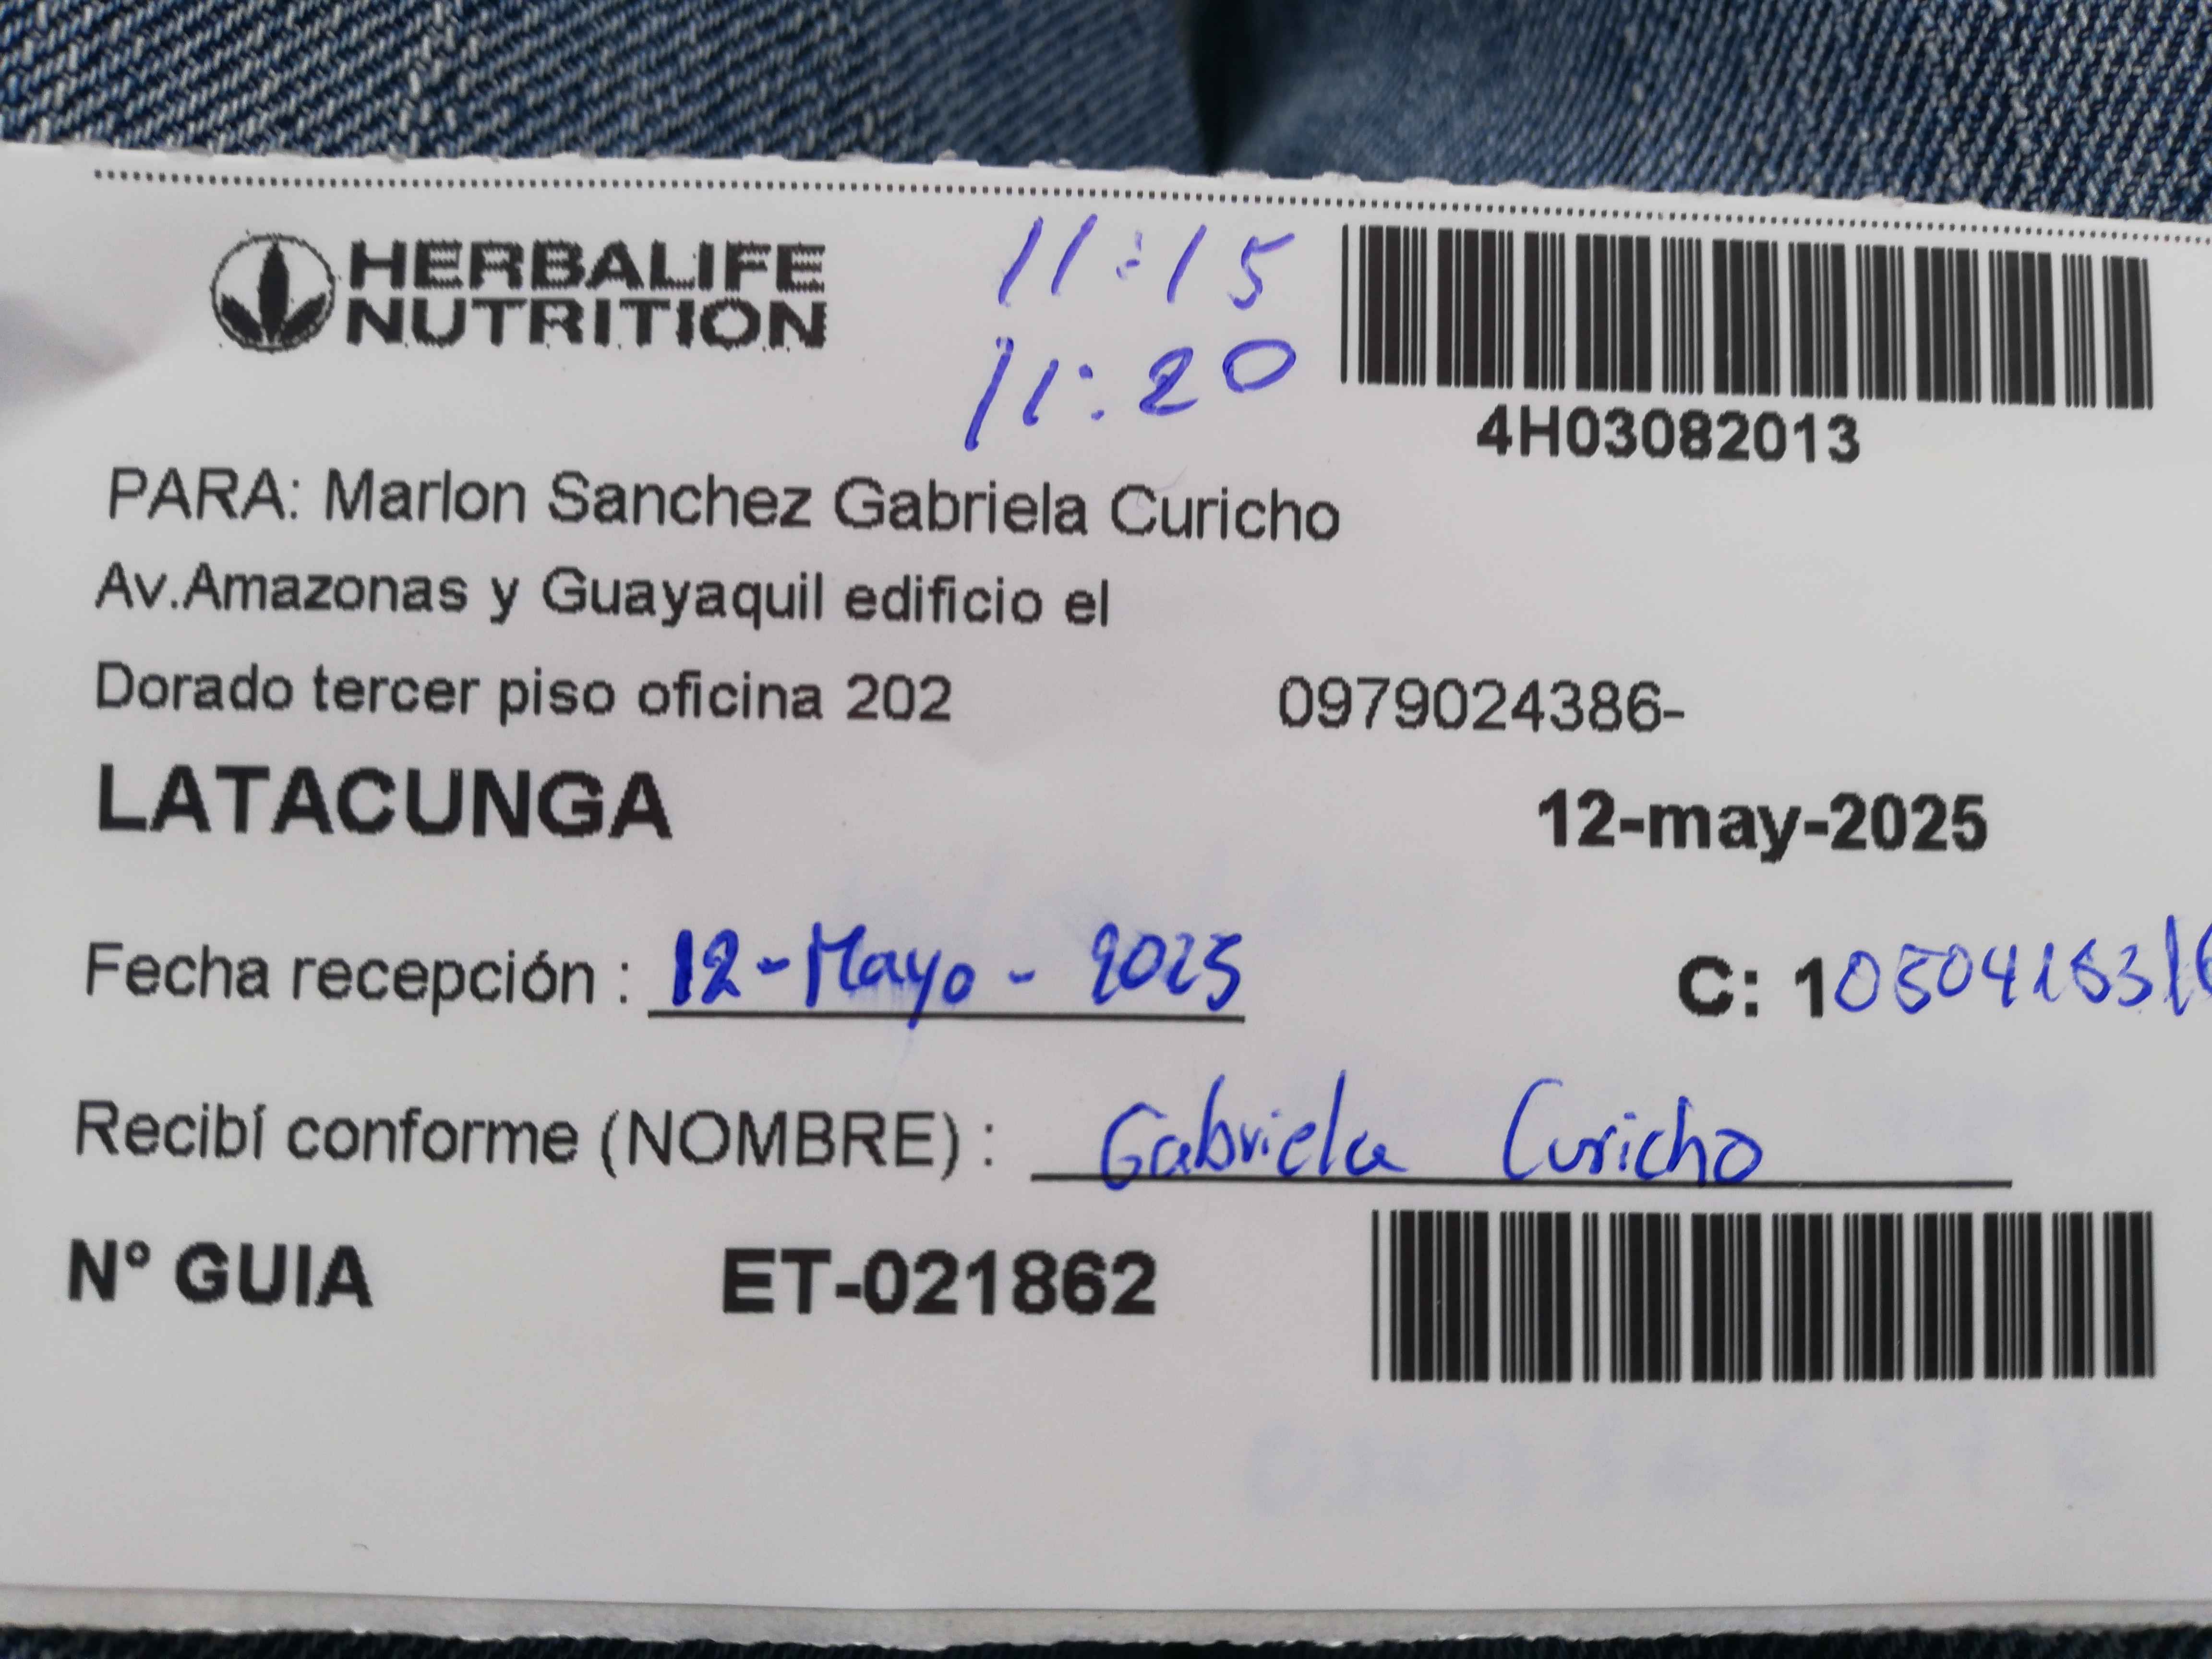 HERBALIFE
NUTRITION
11:15
11:20
4H03082013
PARA: Marlon Sanchez Gabriela Curicho
Av.Amazonas y Guayaquil edificio el
Dorado tercer piso oficina 202 0979024386-
LATACUNGA 12-may-2025
Fecha recepción : 12-Mayo-2025 C: 1
Recibí conforme (NOMBRE) : Gabriela Curicho
N° GUIA ET-021862